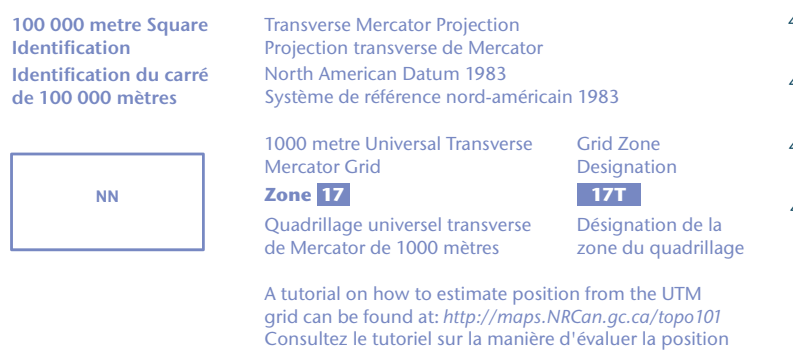 100 000 metre Square
Identification
Identification du carré
de 100 000 mètres
NN
Transverse Mercator Projection
Projection transverse de Mercator
North American Datum 1983
Système de référence nord-américain 1983
1000 metre Universal Transverse
Mercator Grid
Zone 17
Quadrillage universel transverse
de Mercator de 1000 mètres
Grid Zone
Designation
17T
Désignation de la
zone du quadrillage
A tutorial on how to estimate position from the UTM
grid can be found at: http://maps.NRCan.gc.ca/topo101
Consultez le tutoriel sur la manière d'évaluer la position